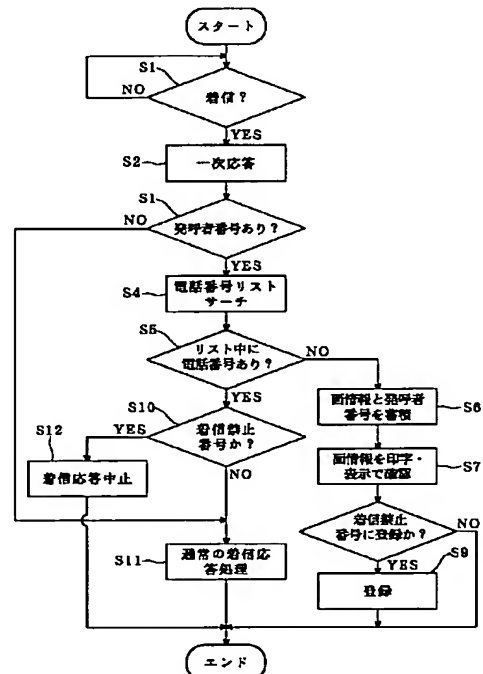 スタート
S1
着信?
NO
YES
S2
一次応答
S1
NO
発呼者番号あり?
YES
S4
電話番号リスト
サーチ
S5
リスト中に
電話番号あり?
NO
YES
S10
着信禁止
番号か?
YES
NO
S12
着信応答中止
画情報と発呼者
番号を蓄積
S6
画情報を印字・
表示で確認
S7
着信禁止
番号に登録か?
NO
YES
S9
登録
S11
通常の着信応
答処理
エンド